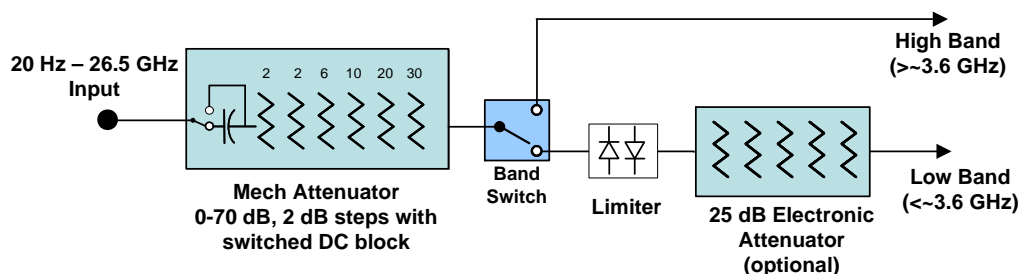 20 Hz – 26.5 GHz
Input
2 2 6 10 20 30
Mech Attenuator
0-70 dB, 2 dB steps with
switched DC block
Band
Switch
Limiter
25 dB Electronic
Attenuator
(optional)
High Band
(>~3.6 GHz)
Low Band
(<~3.6 GHz)